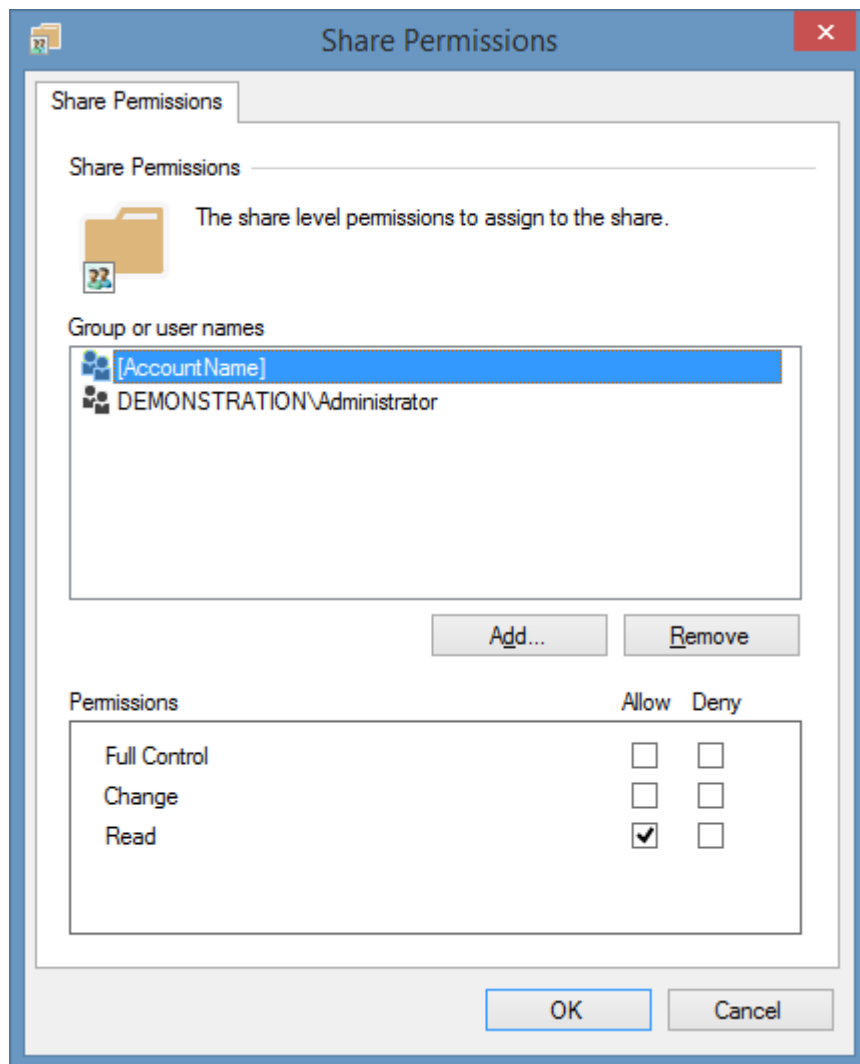 Share Permissions
Share Permissions
Share Permissions
The share level permissions to assign to the share.
Group or user names
[AccountName]
DEMONSTRATION\Administrator
Add... Remove
Permissions Allow Deny
Full Control
Change
Read
OK Cancel